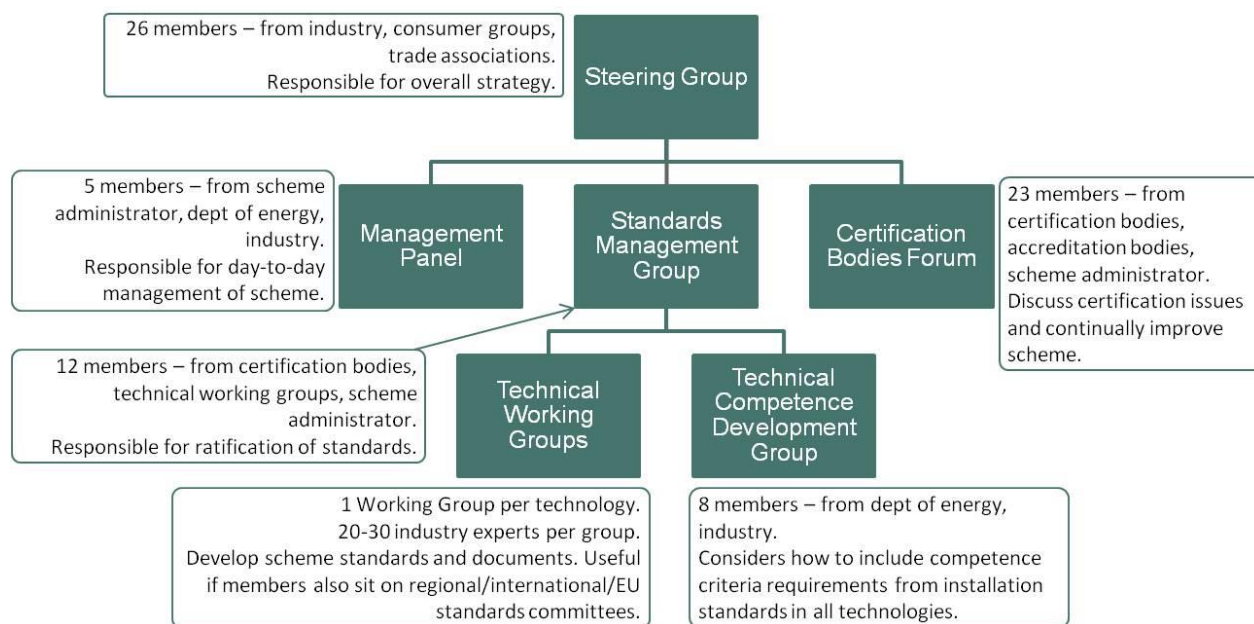 26 members – from industry, consumer groups,
trade associations.
Responsible for overall strategy.
Steering Group
5 members – from scheme
administrator, dept of energy,
industry.
Responsible for day-to-day
management of scheme.
Management
Panel
Standards
Management
Group
Certification
Bodies Forum
23 members – from
certification bodies,
accreditation bodies,
scheme administrator.
Discuss certification issues
and continually improve
scheme.
12 members – from certification bodies,
technical working groups, scheme
administrator.
Responsible for ratification of standards.
Technical
Working
Groups
Technical
Competence
Development
Group
1 Working Group per technology.
20-30 industry experts per group.
Develop scheme standards and documents. Useful
if members also sit on regional/international/EU
standards committees.
8 members – from dept of energy,
industry.
Considers how to include competence
criteria requirements from installation
standards in all technologies.